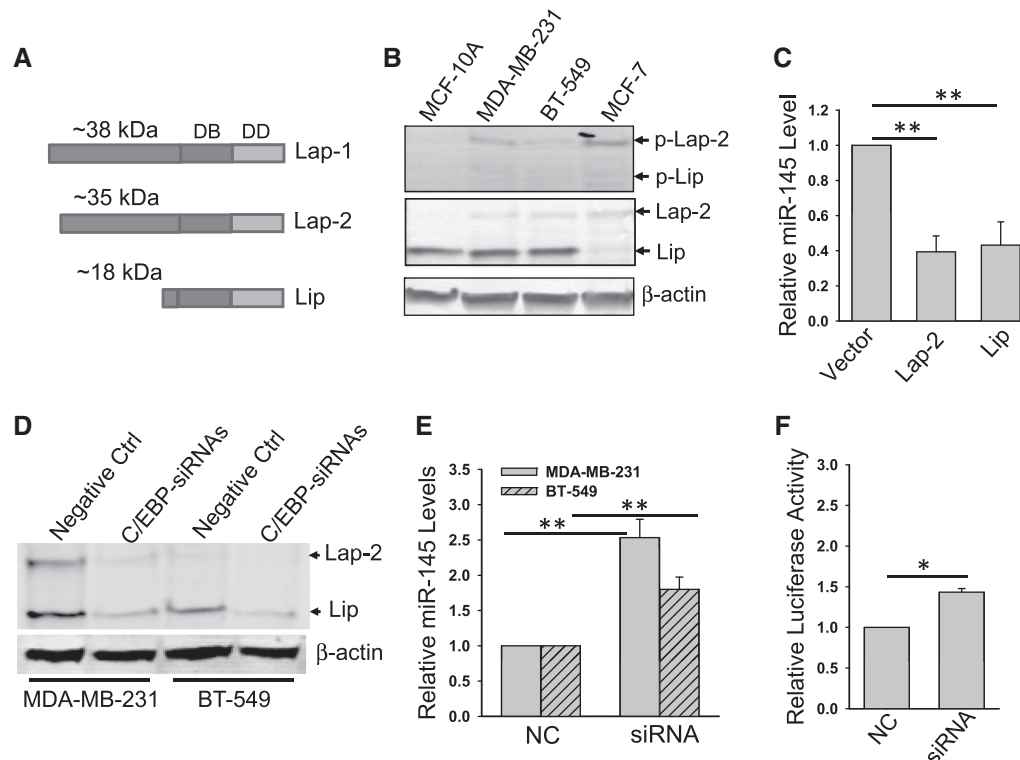 A
~38 kDa
DB
DD
Lap-1
~35 kDa
Lap-2
~18 kDa
Lip
B
MCF-10A
MDA-MB-231
BT-549
MCF-7
p-Lap-2
p-Lip
Lap-2
Lip
β-actin
C
Relative miR-145 Level
1.2
1.0
0.8
0.6
0.4
0.2
0.0
**
**
Vector
Lap-2
Lip
D
Negative Ctrl
C/EBP-siRNAs
Negative Ctrl
C/EBP-siRNAs
Lap-2
Lip
β-actin
MDA-MB-231
BT-549
E
Relative miR-145 Levels
3.5
3.0
2.5
2.0
1.5
1.0
0.5
0.0
MDA-MB-231
BT-549
**
**
NC
siRNA
F
Relative Luciferase Activity
3.0
2.5
2.0
1.5
1.0
1.5
0.0
*
NC
siRNA